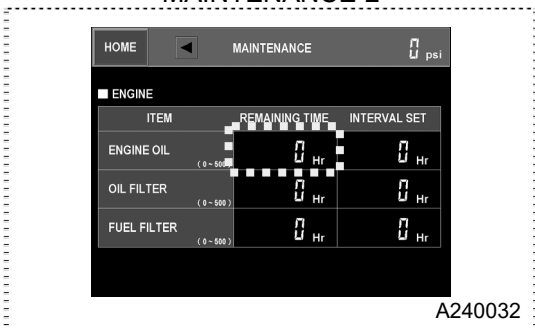 MAINTENANCE 2
HOME ◀ MAINTENANCE 0 psi
■ ENGINE
ITEM REMAINING TIME INTERVAL SET
ENGINE OIL (0~500) 0 Hr 0 Hr
OIL FILTER (0~500) 0 Hr 0 Hr
FUEL FILTER (0~500) 0 Hr 0 Hr
A240032